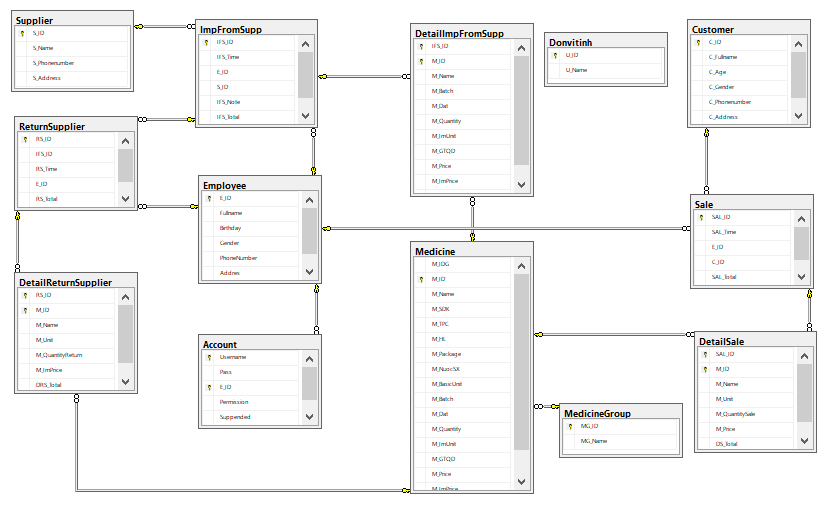 Supplier
S_ID
S_Name
S_Phonenumber
S_Address
ImpFromSupp
IFS_ID
IFS_Time
E_ID
S_ID
IFS_Note
IFS_Total
DetailImpFromSupp
IFS_ID
M_ID
M_Name
M_Batch
M_Dat
M_Quantity
M_ImUnit
M_GTQD
M_Price
M_ImPrice
Donvitinh
U_ID
U_Name
Customer
C_ID
C_Fullname
C_Age
C_Gender
C_Phonenumber
C_Address
ReturnSupplier
RS_ID
IFS_ID
RS_Time
E_ID
RS_Total
Employee
E_ID
Fullname
Birthday
Gender
PhoneNumber
Addres
Sale
SAL_ID
SAL_Time
E_ID
C_ID
SAL_Total
DetailReturnSupplier
RS_ID
M_ID
M_Name
M_Unit
M_QuantityReturn
M_ImPrice
DRS_Total
Medicine
M_IDG
M_ID
M_Name
M_SDK
M_TPC
M_HL
M_Package
M_NuocSX
M_BasicUnit
M_Batch
M_Dat
M_Quantity
M_ImUnit
M_GTQD
M_Price
M_ImPrice
Account
Username
Pass
E_ID
Permission
Suppended
MedicineGroup
MG_ID
MG_Name
DetailSale
SAL_ID
M_ID
M_Name
M_Unit
M_QuantitySale
M_Price
DS_Total